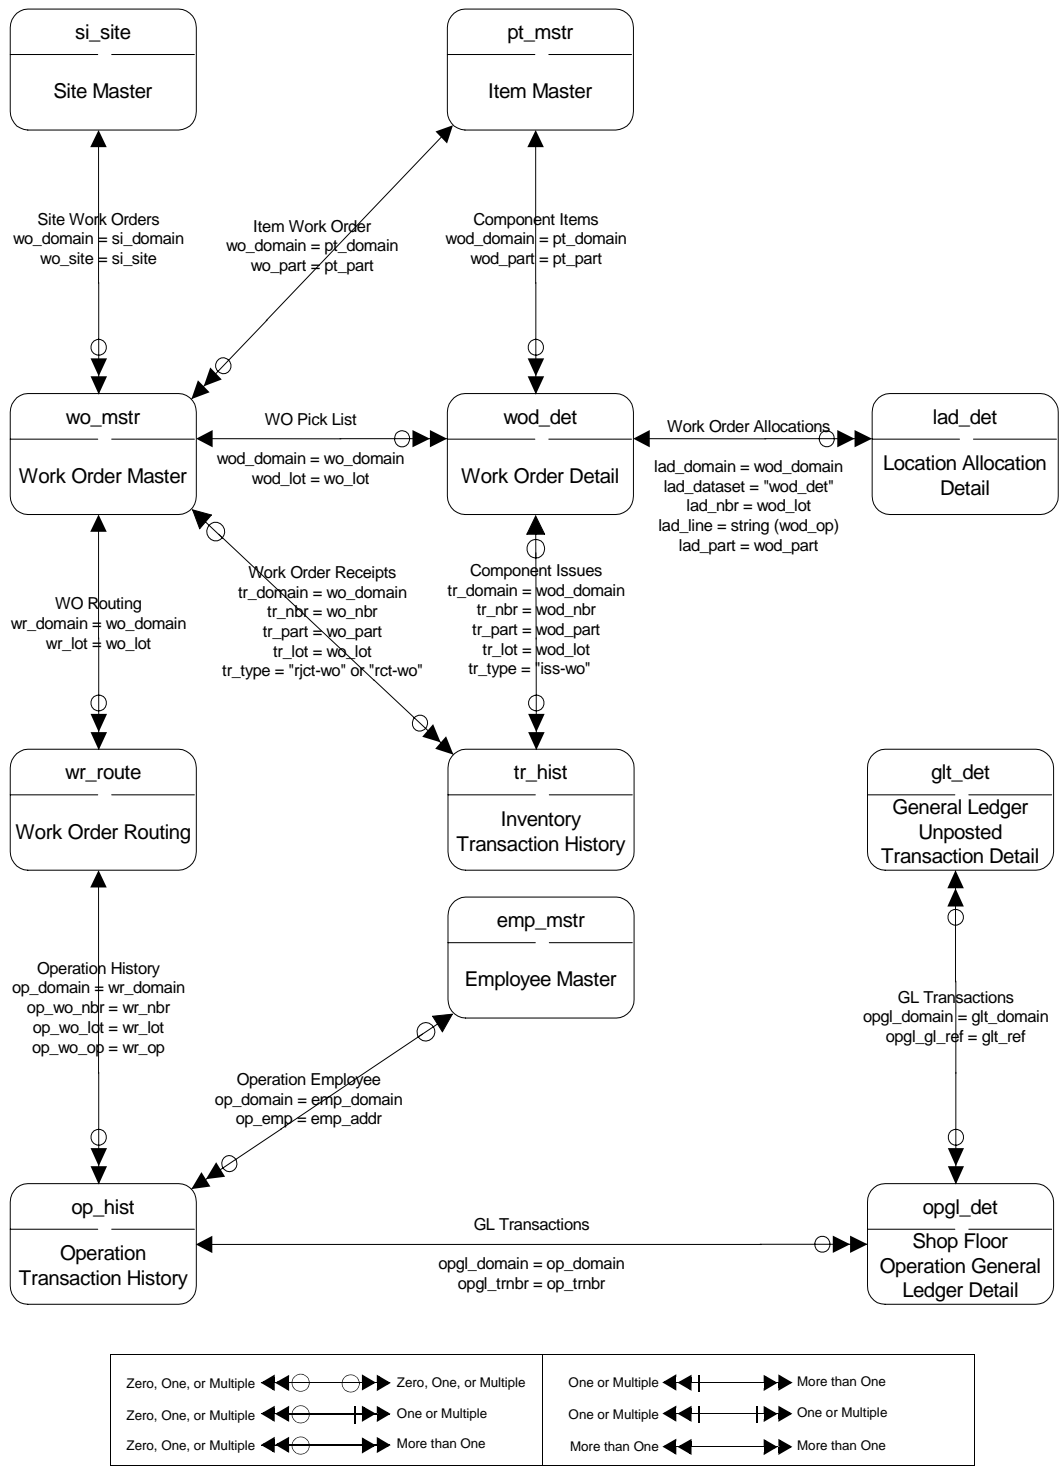 si_site
Site Master
pt_mstr
Item Master
Site Work Orders
wo_domain = si_domain
wo_site = si_site
Item Work Order
wo_domain = pt_domain
wo_part = pt_part
Component Items
wod_domain = pt_domain
wod_part = pt_part
wo_mstr
Work Order Master
WO Pick List
wod_domain = wo_domain
wod_lot = wo_lot
wod_det
Work Order Detail
Work Order Allocations
lad_domain = wod_domain
lad_dataset = "wod_det"
lad_nbr = wod_lot
lad_line = string (wod_op)
lad_part = wod_part
lad_det
Location Allocation
Detail
WO Routing
wr_domain = wo_domain
wr_lot = wo_lot
Work Order Receipts
tr_domain = wo_domain
tr_nbr = wo_nbr
tr_part = wo_part
tr_lot = wo_lot
tr_type = "rjct-wo" or "rct-wo"
Component Issues
tr_domain = wod_domain
tr_nbr = wod_nbr
tr_part = wod_part
tr_lot = wod_lot
tr_type = "iss-wo"
wr_route
Work Order Routing
tr_hist
Inventory
Transaction History
glt_det
General Ledger
Unposted
Transaction Detail
emp_mstr
Employee Master
Operation History
op_domain = wr_domain
op_wo_nbr = wr_nbr
op_wo_lot = wr_lot
op_wo_op = wr_op
Operation Employee
op_domain = emp_domain
op_emp = emp_addr
GL Transactions
opgl_domain = glt_domain
opgl_gl_ref = glt_ref
op_hist
Operation
Transaction History
GL Transactions
opgl_domain = op_domain
opgl_trnbr = op_trnbr
opgl_det
Shop Floor
Operation General
Ledger Detail
Zero, One, or Multiple Zero, One, or Multiple
Zero, One, or Multiple One or Multiple
Zero, One, or Multiple More than One
One or Multiple More than One
One or Multiple One or Multiple
More than One More than One